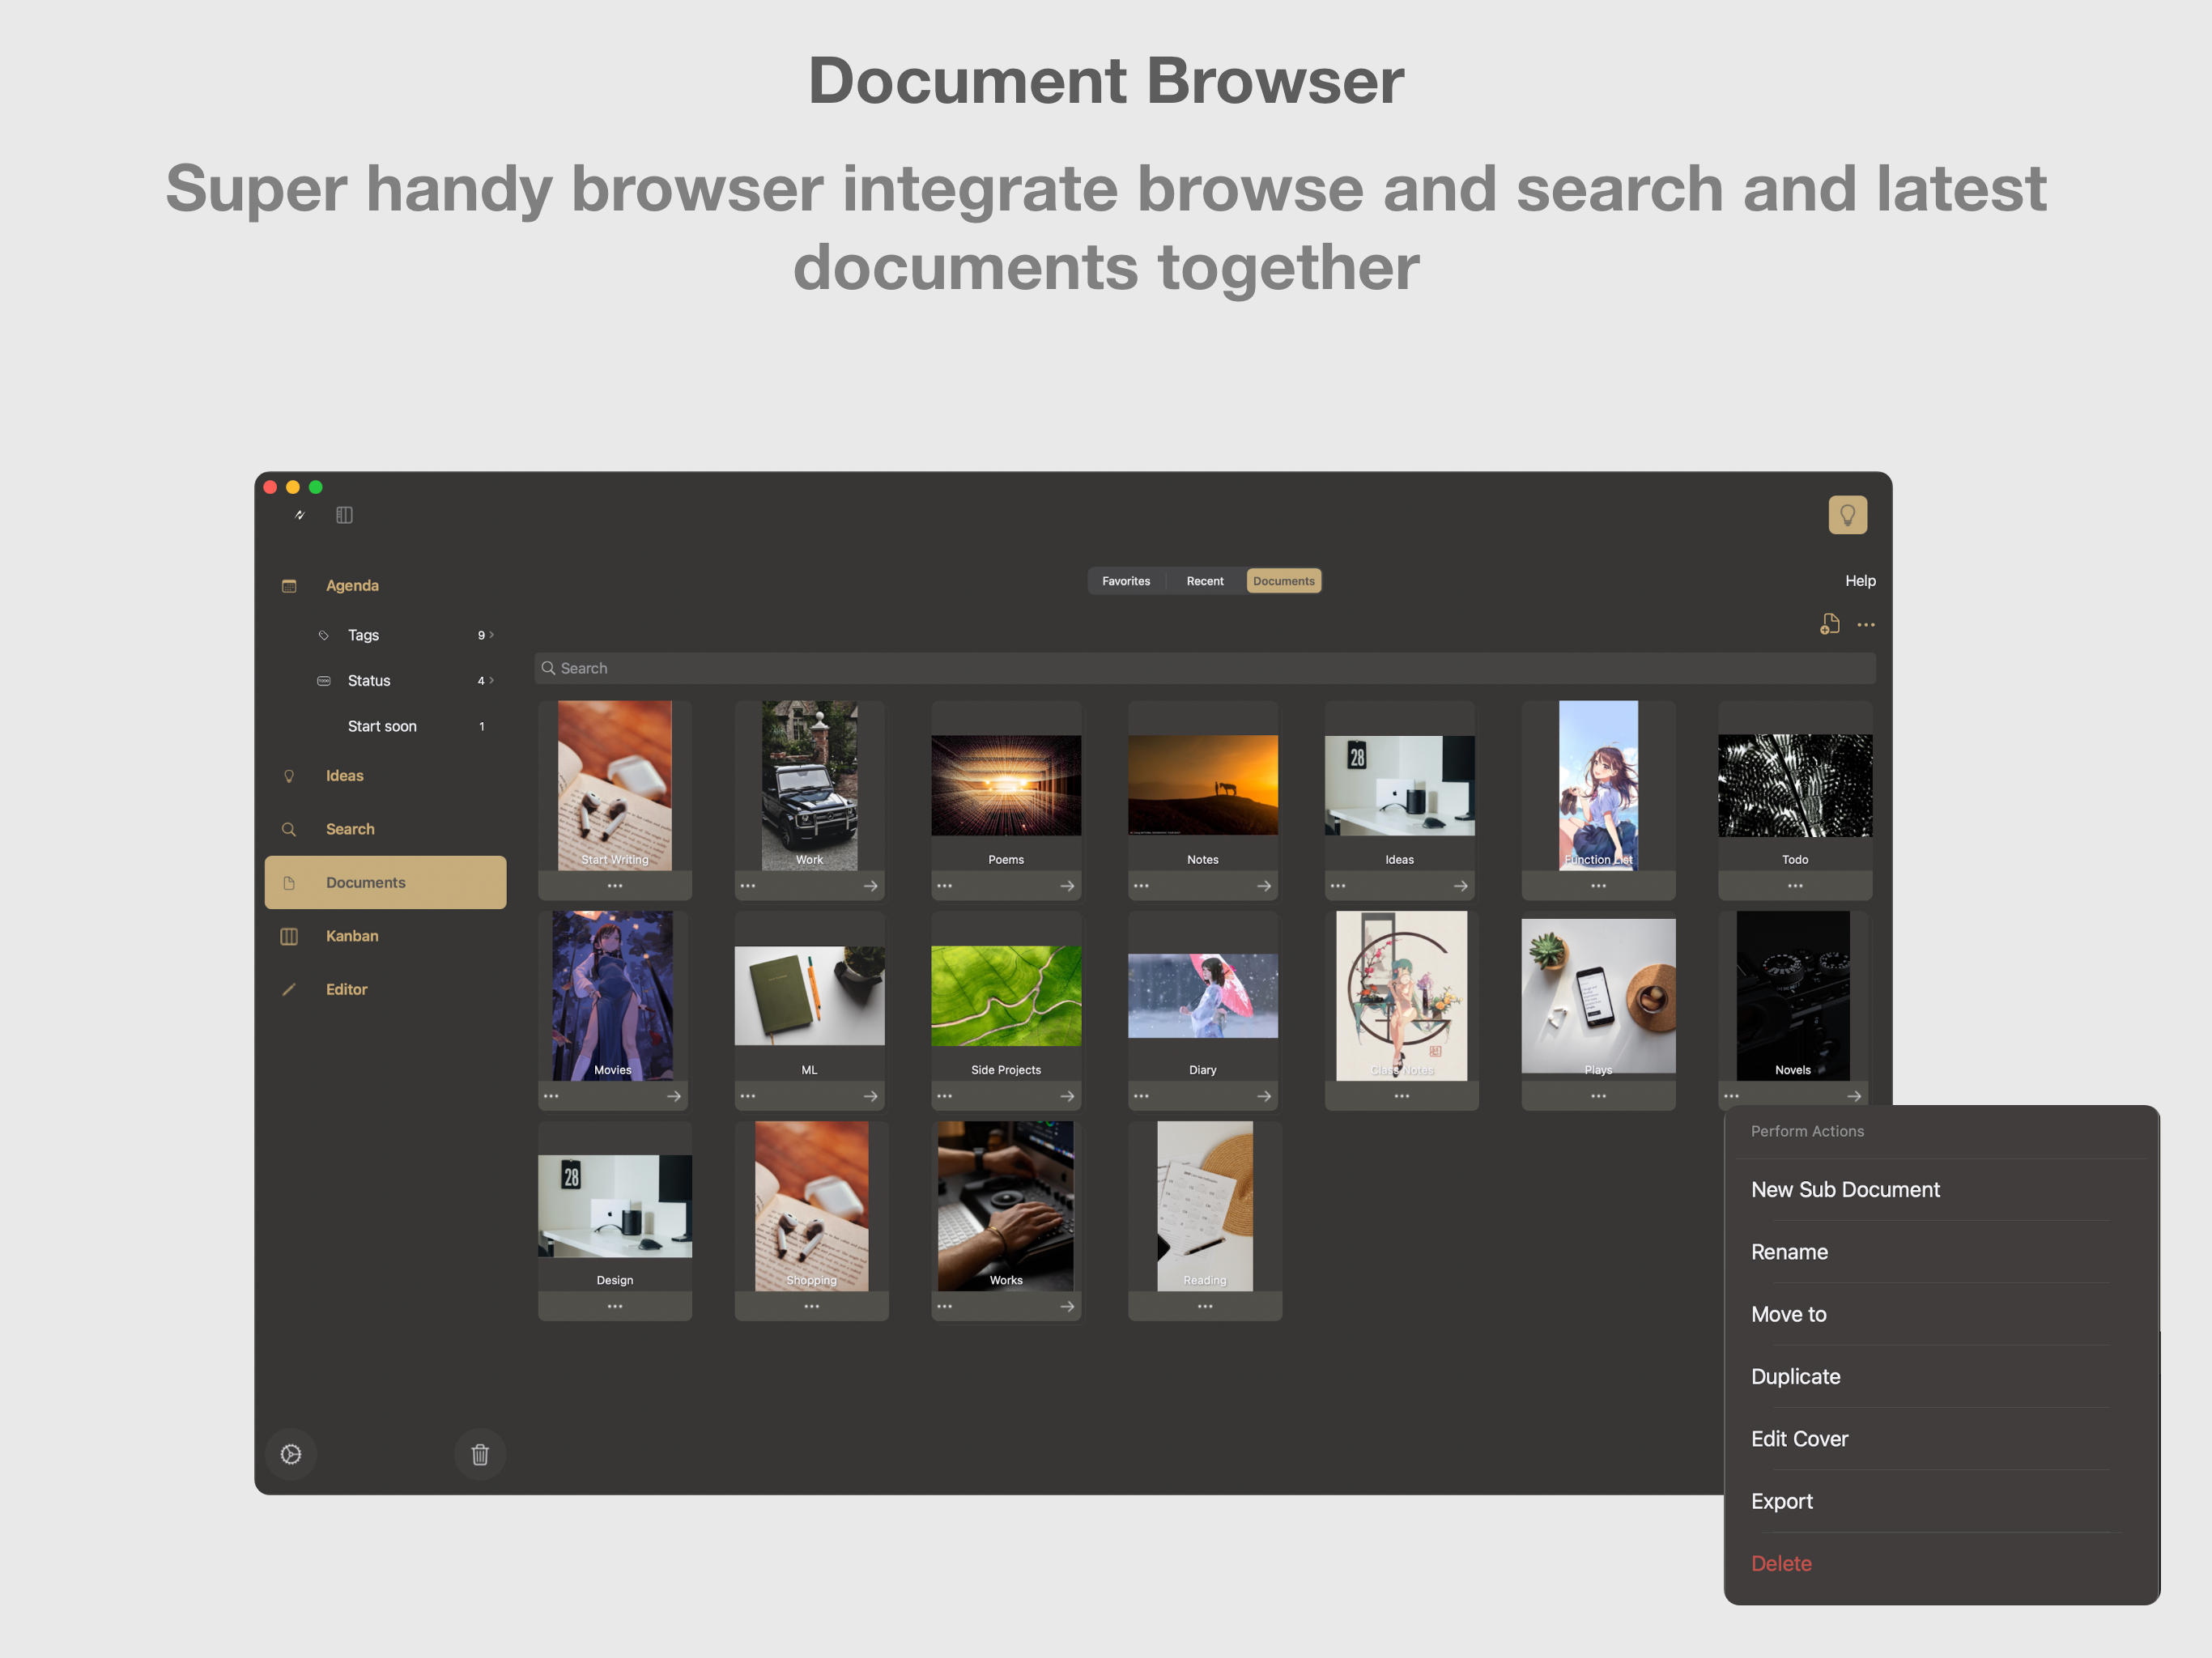 Document Browser
Super handy browser integrate browse and search and latest
documents together
Agenda
Tags 9
Status 4
Start soon 1
Ideas
Search
Documents
Kanban
Editor
Favorites Recent Documents
Help
Search
28
Start Writing Work Poems Notes Ideas Function List Todo
Movies ML Side Projects Diary Class Notes Plays Novels
28
Design Shopping Works Reading
Perform Actions
New Sub Document
Rename
Move to
Duplicate
Edit Cover
Export
Delete